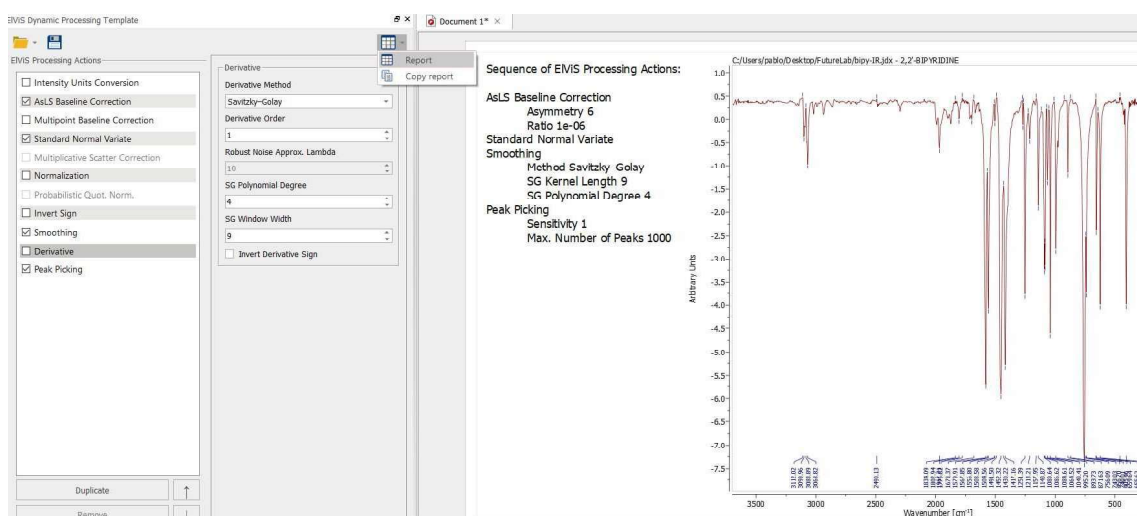 ElViS Dynamic Processing Template
Document 1*
ElViS Processing Actions
Intensity Units Conversion
AsLS Baseline Correction
Multipoint Baseline Correction
Standard Normal Variate
Multiplicative Scatter Correction
Normalization
Probabilistic Quot. Norm.
Invert Sign
Smoothing
Derivative
Peak Picking
Duplicate
Remove
Report
Copy report
Derivative
Derivative Method
Savitzky–Golay
Derivative Order
1
Robust Noise Approx. Lambda
10
SG Polynomial Degree
4
SG Window Width
9
Invert Derivative Sign
Sequence of ElViS Processing Actions:
AsLS Baseline Correction
Asymmetry 6
Ratio 1e-06
Standard Normal Variate
Smoothing
Method Savitzky-Golay
SG Kernel Length 9
SG Polynomial Degree 4
Peak Picking
Sensitivity 1
Max. Number of Peaks 1000
C:/Users/pablo/Desktop/FutureLab/bipy-IR.jdx - 2,2'-BIPYRIDINE
1.0
0.5
0.0
-0.5
-1.0
-1.5
-2.0
-2.5
-3.0
-3.5
-4.0
-4.5
-5.0
-5.5
-6.0
-6.5
-7.0
-7.5
Arbitrary Units
2491.13
3500 3000 2500 2000 1500 1000 500
Wavenumber [cm⁻¹]